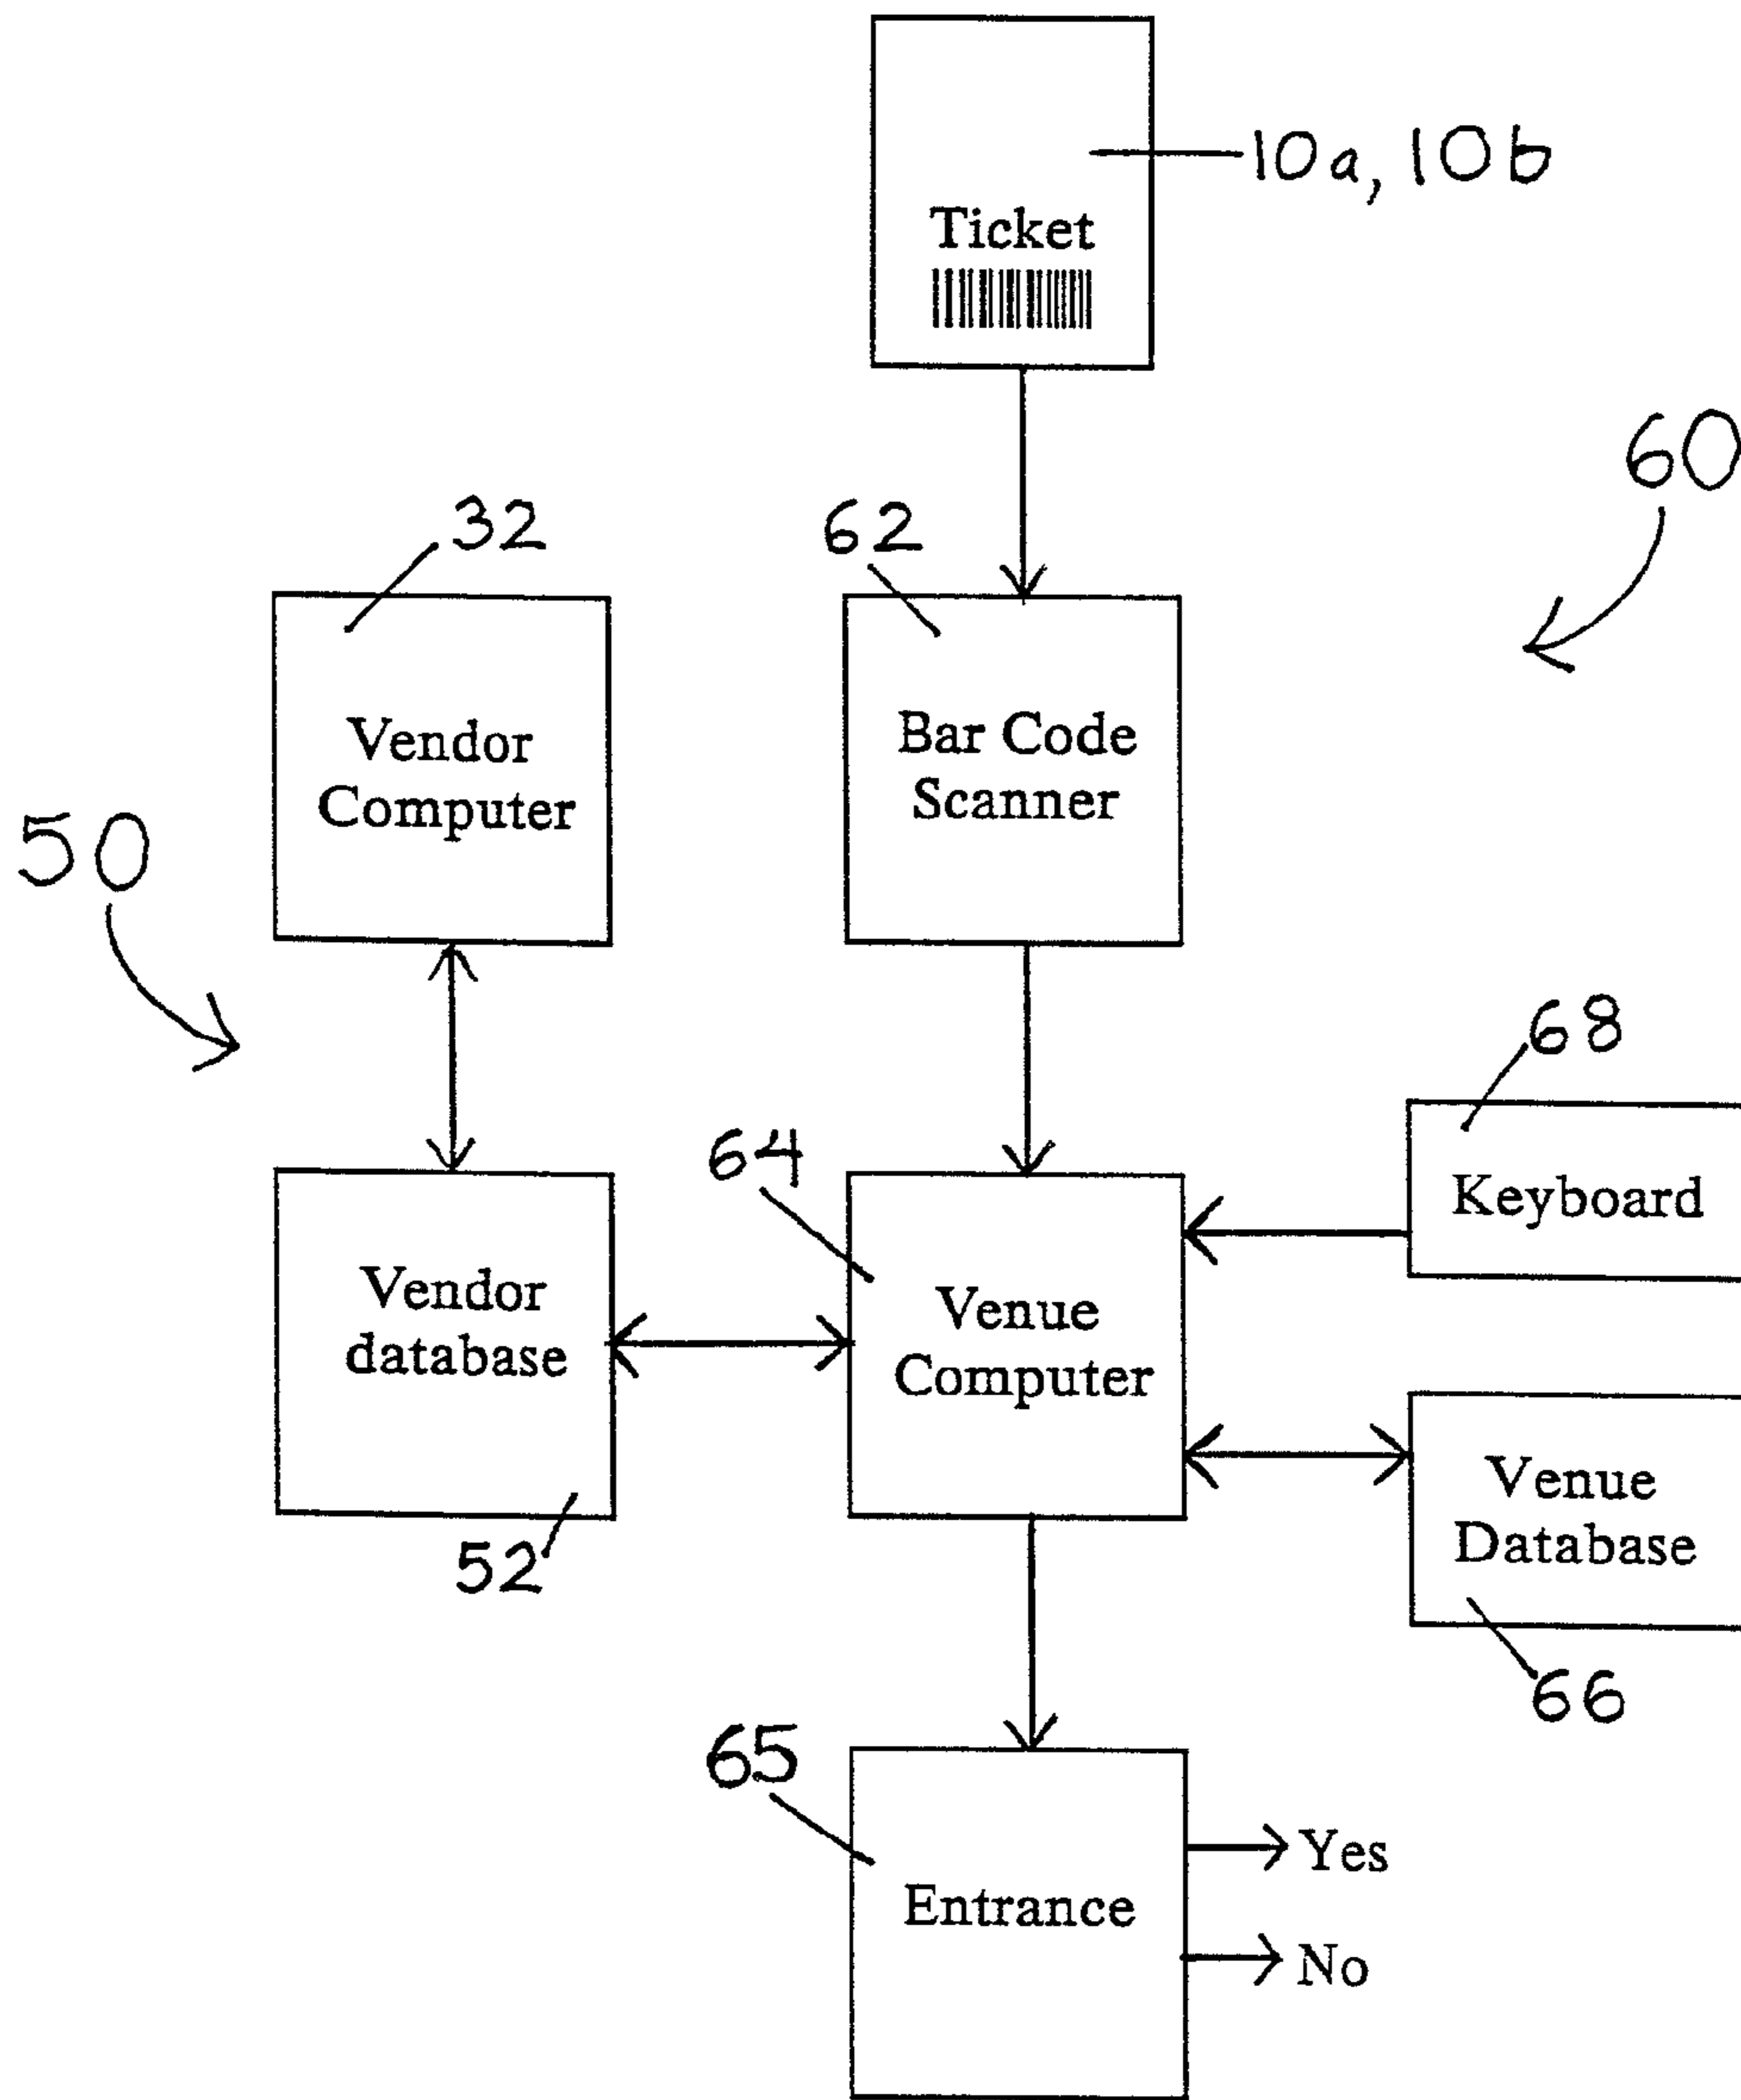 10a, 10b
Ticket
60
32
62
Vendor
Computer
Bar Code
Scanner
50
68
Keyboard
64
Vendor
database
Venue
Computer
Venue
Database
52
66
65
Yes
Entrance
No